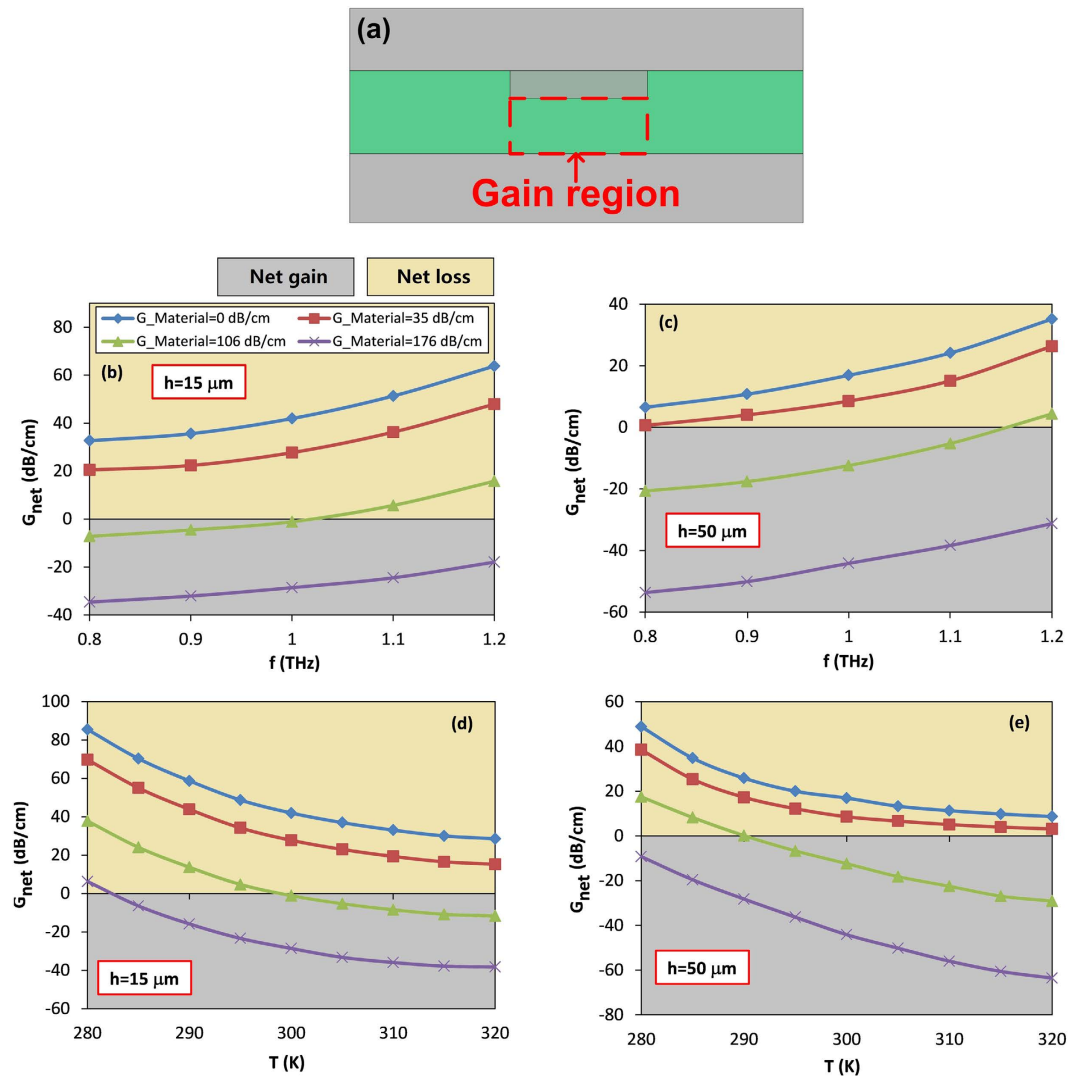 (a)
Gain region
Net gain
Net loss
G_Material=0 dB/cm
G_Material=35 dB/cm
G_Material=106 dB/cm
G_Material=176 dB/cm
(b)
h=15 μm
80
60
40
20
0
-20
-40
G_net (dB/cm)
0.8 0.9 1 1.1 1.2
f (THz)
(c)
h=50 μm
40
20
0
-20
-40
-60
G_net (dB/cm)
0.8 0.9 1 1.1 1.2
f (THz)
(d)
h=15 μm
100
80
60
40
20
0
-20
-40
-60
G_net (dB/cm)
280 290 300 310 320
T (K)
(e)
h=50 μm
60
40
20
0
-20
-40
-60
-80
G_net (dB/cm)
280 290 300 310 320
T (K)